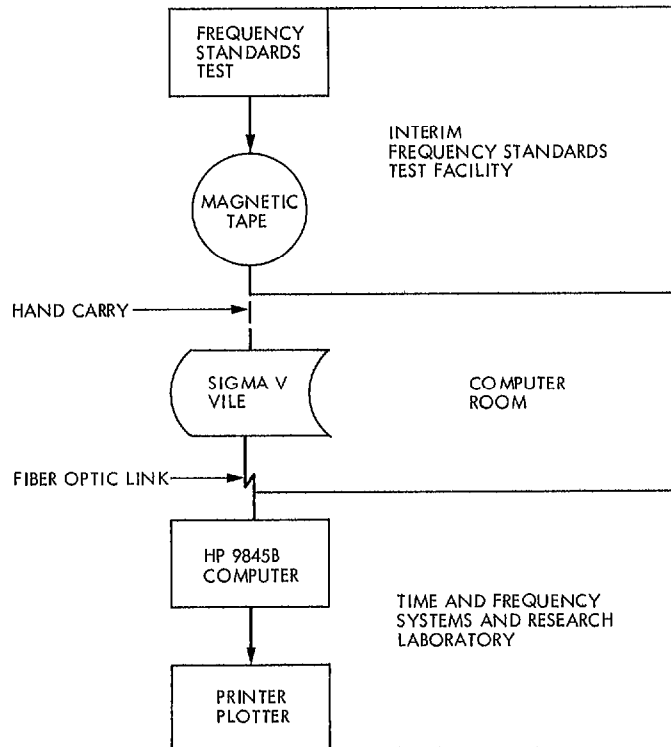 FREQUENCY
STANDARDS
TEST
INTERIM
FREQUENCY STANDARDS
TEST FACILITY
MAGNETIC
TAPE
HAND CARRY
SIGMA V
VILE
COMPUTER
ROOM
FIBER OPTIC LINK
HP 9845B
COMPUTER
TIME AND FREQUENCY
SYSTEMS AND RESEARCH
LABORATORY
PRINTER
PLOTTER